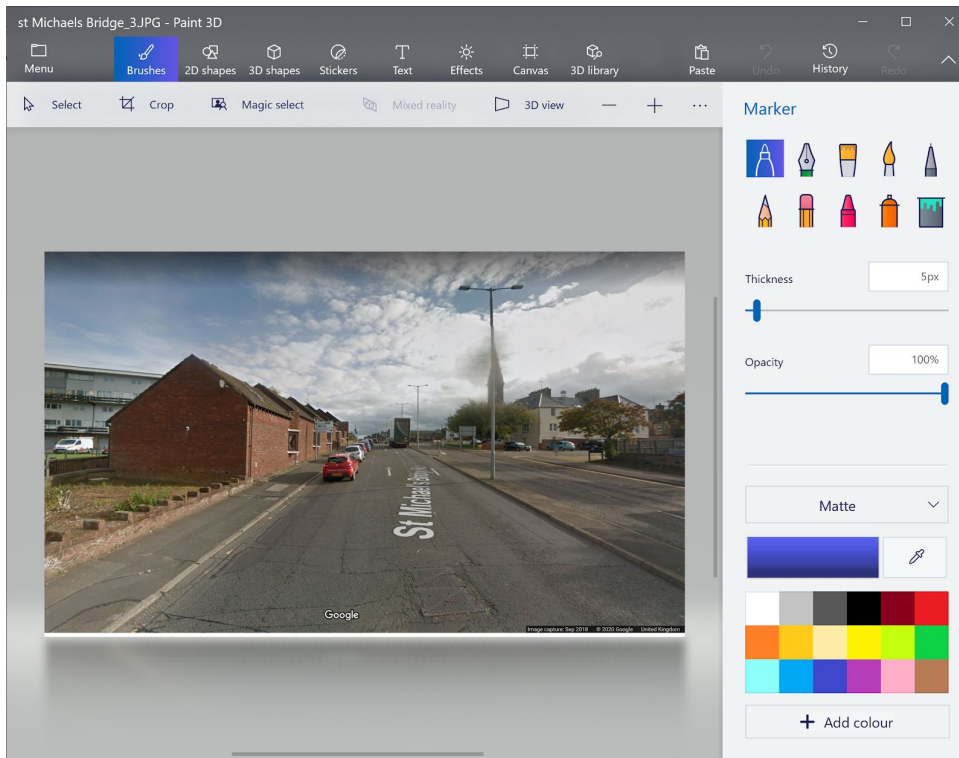 st Michaels Bridge_3.JPG - Paint 3D
Menu Brushes 2D shapes 3D shapes Stickers Text Effects Canvas 3D library Paste Undo History Redo
Select Crop Magic select Mixed reality 3D view
Marker
Thickness 5px
Opacity 100%
Matte
Add colour
St Michael's Bridge
Google
Image capture: Sep 2018 © 2020 Google United Kingdom